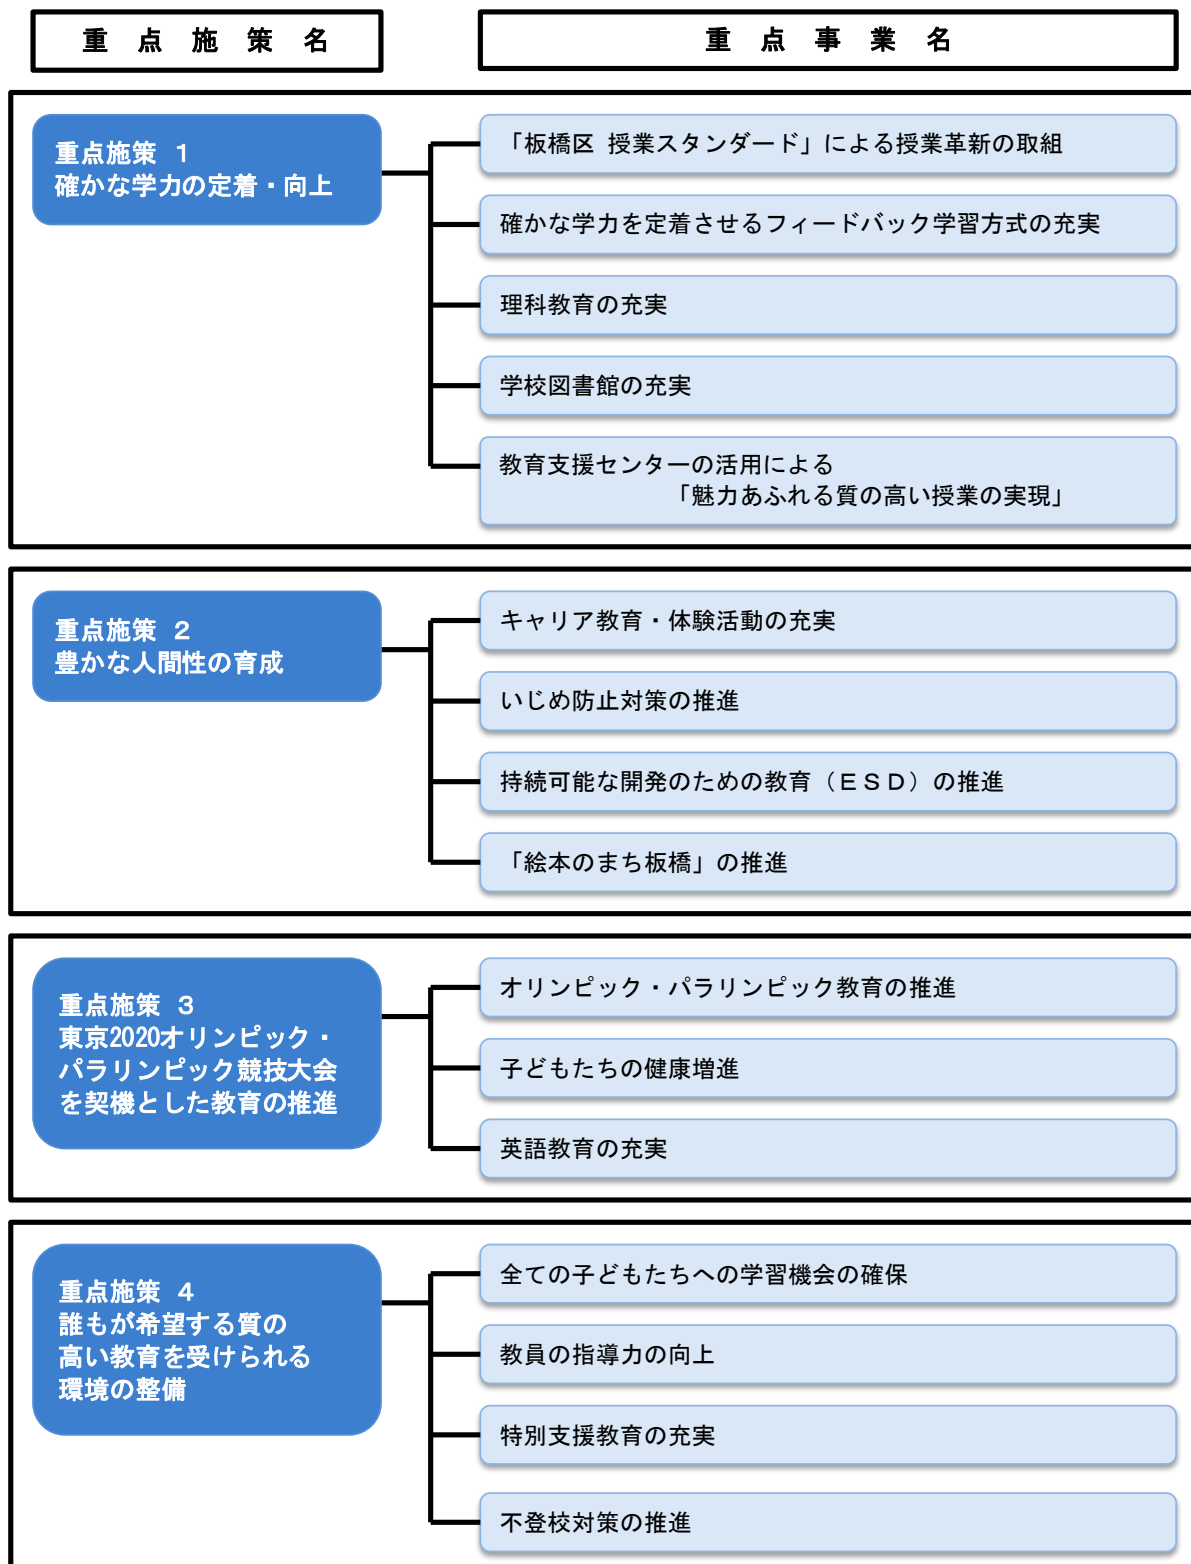 重点施策名
重点事業名
重点施策 1
確かな学力の定着・向上
「板橋区 授業スタンダード」による授業革新の取組
確かな学力を定着させるフィードバック学習方式の充実
理科教育の充実
学校図書館の充実
教育支援センターの活用による
「魅力あふれる質の高い授業の実現」
重点施策 2
豊かな人間性の育成
キャリア教育・体験活動の充実
いじめ防止対策の推進
持続可能な開発のための教育（ＥＳＤ）の推進
「絵本のまち板橋」の推進
重点施策 3
東京2020オリンピック・
パラリンピック競技大会
を契機とした教育の推進
オリンピック・パラリンピック教育の推進
子どもたちの健康増進
英語教育の充実
重点施策 4
誰もが希望する質の
高い教育を受けられる
環境の整備
全ての子どもたちへの学習機会の確保
教員の指導力の向上
特別支援教育の充実
不登校対策の推進